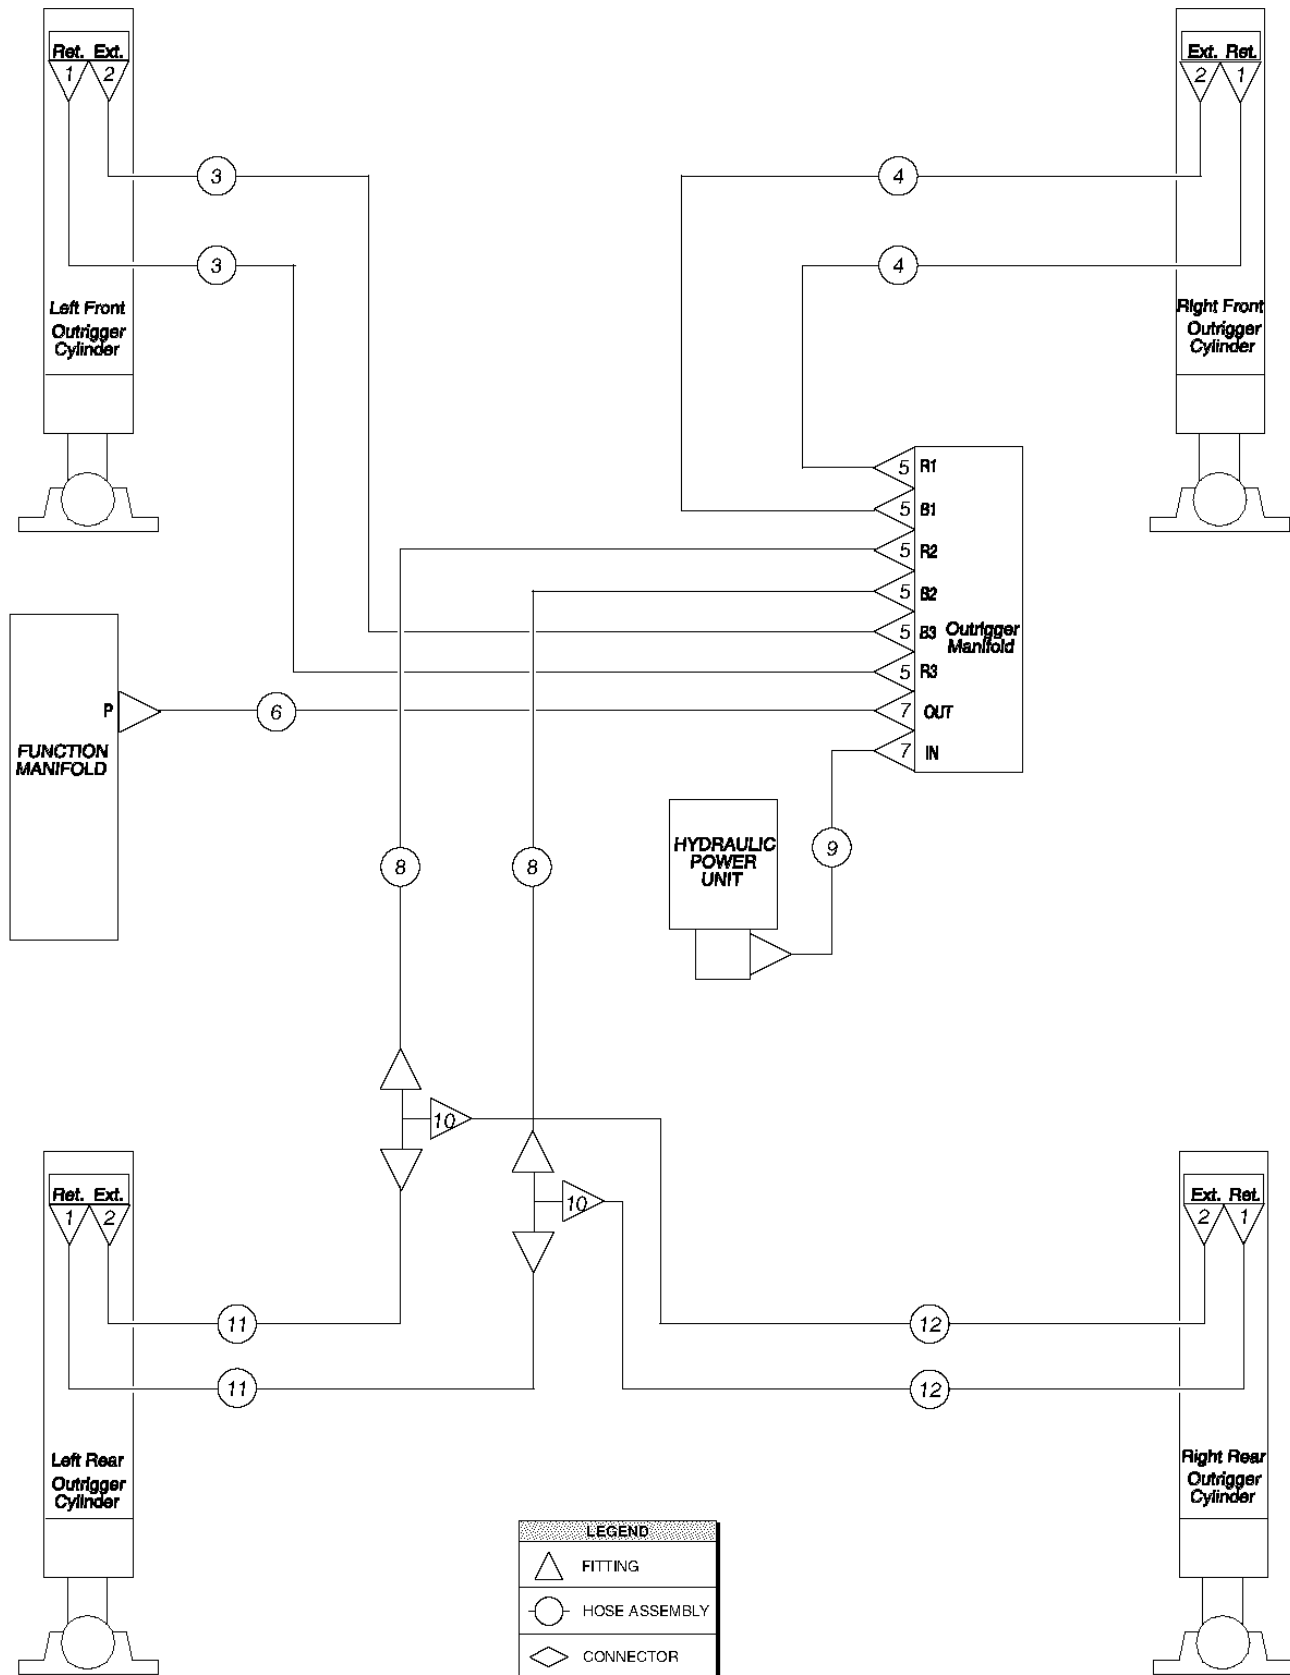 Ret. Ext.
1 2
Ext. Ret.
2 1
3
4
3
4
Left Front
Outrigger
Cylinder
Right Front
Outrigger
Cylinder
5 R1
5 B1
5 R2
5 B2
5 B3
Outrigger
Manifold
5 R3
7 OUT
7 IN
P
6
FUNCTION
MANIFOLD
HYDRAULIC
POWER
UNIT
9
8
8
10
10
Ret. Ext.
1 2
Ext. Ret.
2 1
11
12
11
12
Left Rear
Outrigger
Cylinder
Right Rear
Outrigger
Cylinder
LEGEND
FITTING
HOSE ASSEMBLY
CONNECTOR